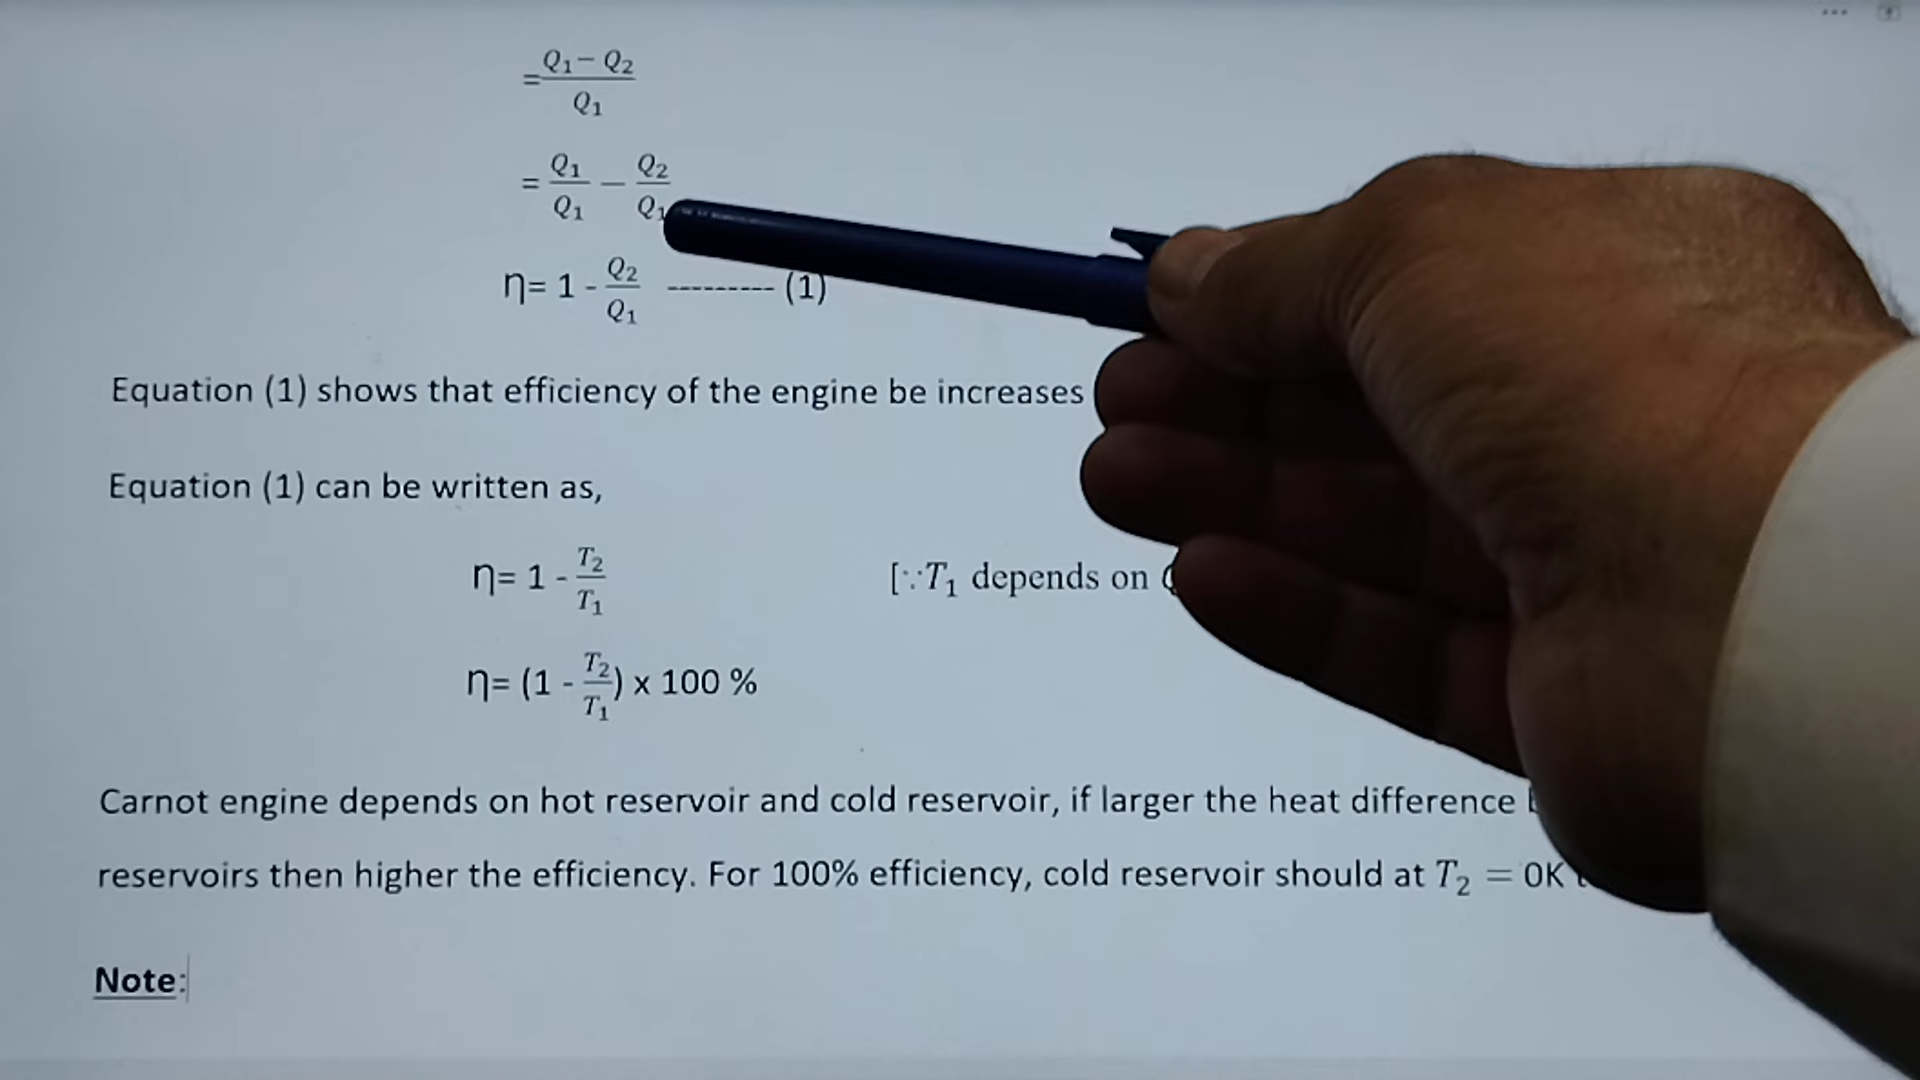 = Q₁ − Q₂ / Q₁
= Q₁ / Q₁ − Q₂ / Q₁
η= 1 - Q₂ / Q₁ --------- (1)
Equation (1) shows that efficiency of the engine be increases
Equation (1) can be written as,
η= 1 - T₂ / T₁ [∵T₁ depends on
η= (1 - T₂ / T₁) x 100 %
Carnot engine depends on hot reservoir and cold reservoir, if larger the heat difference
reservoirs then higher the efficiency. For 100% efficiency, cold reservoir should at T₂ = 0K
Note: